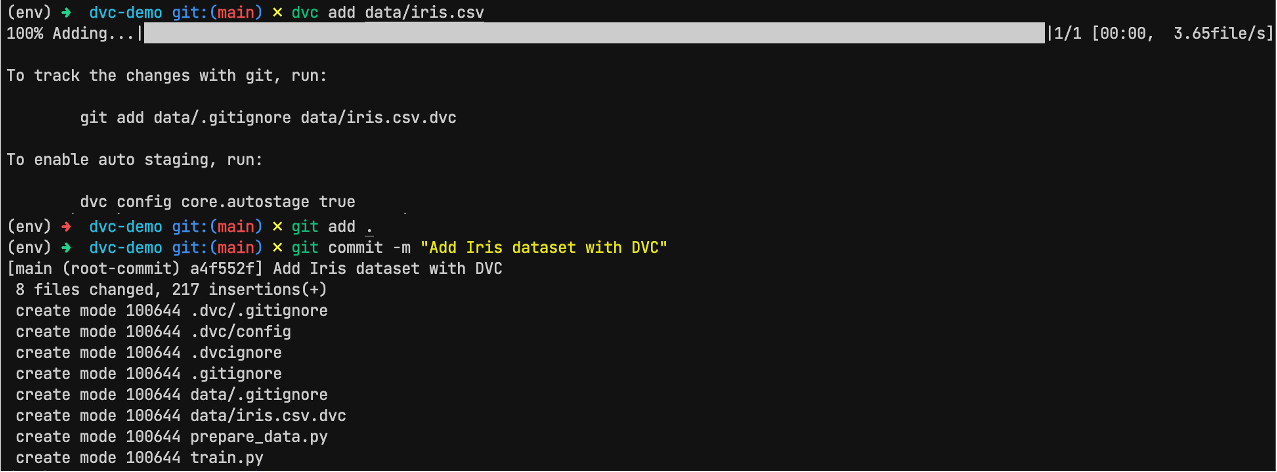 (env) ➜  dvc-demo git:(main) ✗ dvc add data/iris.csv
100% Adding...|██████████|1/1 [00:00,  3.65file/s]
To track the changes with git, run:
        git add data/.gitignore data/iris.csv.dvc
To enable auto staging, run:
        dvc config core.autostage true
(env) ➜  dvc-demo git:(main) ✗ git add .
(env) ➜  dvc-demo git:(main) ✗ git commit -m "Add Iris dataset with DVC"
[main (root-commit) a4f552f] Add Iris dataset with DVC
 8 files changed, 217 insertions(+)
 create mode 100644 .dvc/.gitignore
 create mode 100644 .dvc/config
 create mode 100644 .dvcignore
 create mode 100644 .gitignore
 create mode 100644 data/.gitignore
 create mode 100644 data/iris.csv.dvc
 create mode 100644 prepare_data.py
 create mode 100644 train.py